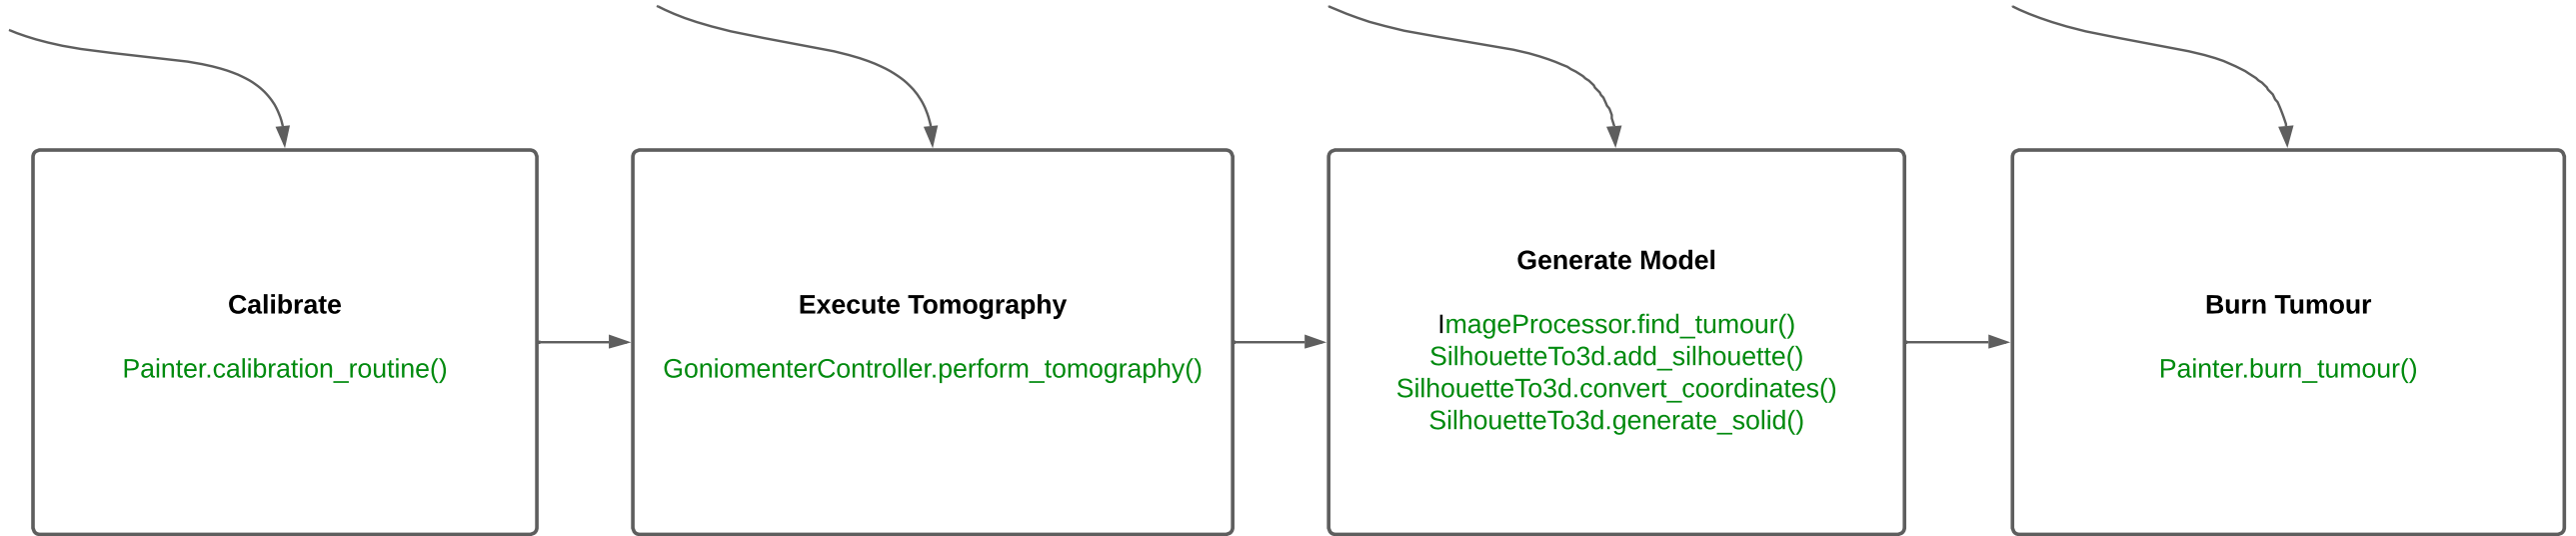 Calibrate
Painter.calibration_routine()
Execute Tomography
GoniomenterController.perform_tomography()
Generate Model
ImageProcessor.find_tumour()
SilhouetteTo3d.add_silhouette()
SilhouetteTo3d.convert_coordinates()
SilhouetteTo3d.generate_solid()
Burn Tumour
Painter.burn_tumour()